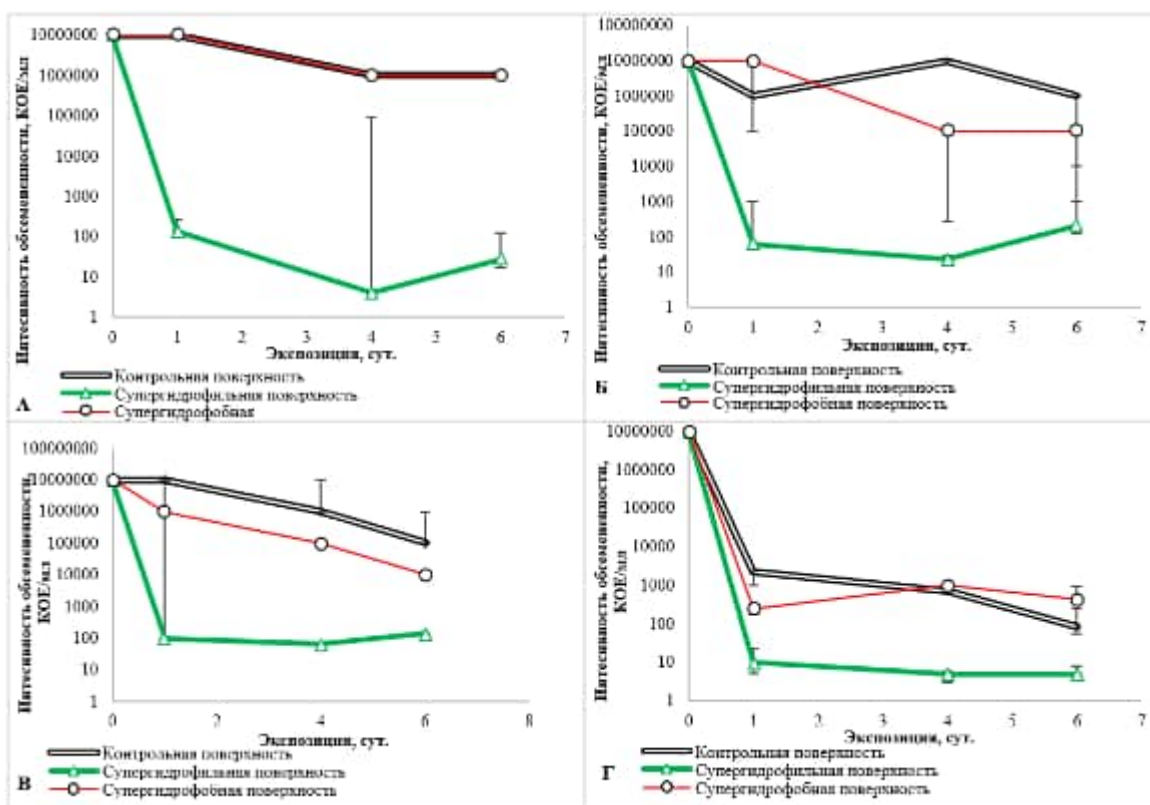 Интесивность обсемененности, КОЕ/мл
10000000
1000000
100000
10000
1000
100
10
1
0 1 2 3 4 5 6 7
Экспозиция, сут.
Контрольная поверхность
Супергидрофильная поверхность
Супергидрофобная
А
Интесивность обсемененности, КОЕ/мл
100000000
10000000
1000000
100000
10000
1000
100
10
1
0 1 2 3 4 5 6 7
Экспозиция, сут.
Контрольная поверхность
Супергидрофильная поверхность
Супергидрофобная поверхность
Б
Интесивность обсемененности,
КОЕ/мл
100000000
10000000
1000000
100000
10000
1000
100
10
1
0 2 4 6 8
Экспозиция, сут.
Контрольная поверхность
Супергидрофильная поверхность
Супергидрофобная поверхность
В
Интесивность обсемененности,
КОЕ/мл
10000000
1000000
100000
10000
1000
100
10
1
0 1 2 3 4 5 6 7
Экспозиция, сут.
Контрольная поверхность
Супергидрофильная поверхность
Супергидрофобная поверхность
Г